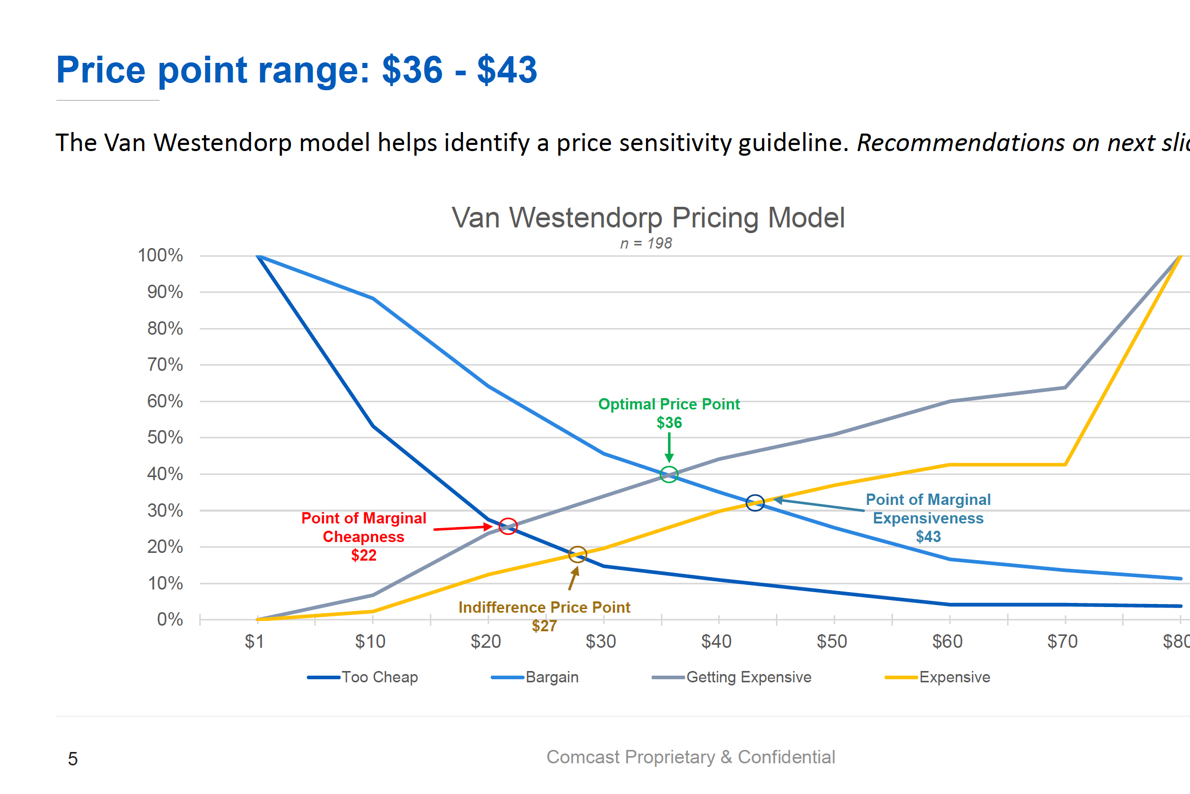 Price point range: $36 - $43
The Van Westendorp model helps identify a price sensitivity guideline. Recommendations on next
Van Westendorp Pricing Model
n = 198
100%
90%
80%
70%
60%
50%
40%
30%
20%
10%
0%
Optimal Price Point
$36
Point of Marginal
Cheapness
$22
Point of Marginal
Expensiveness
$43
Indifference Price Point
$27
$1 $10 $20 $30 $40 $50 $60 $70 $80
Too Cheap Bargain Getting Expensive Expensive
5 Comcast Proprietary & Confidential